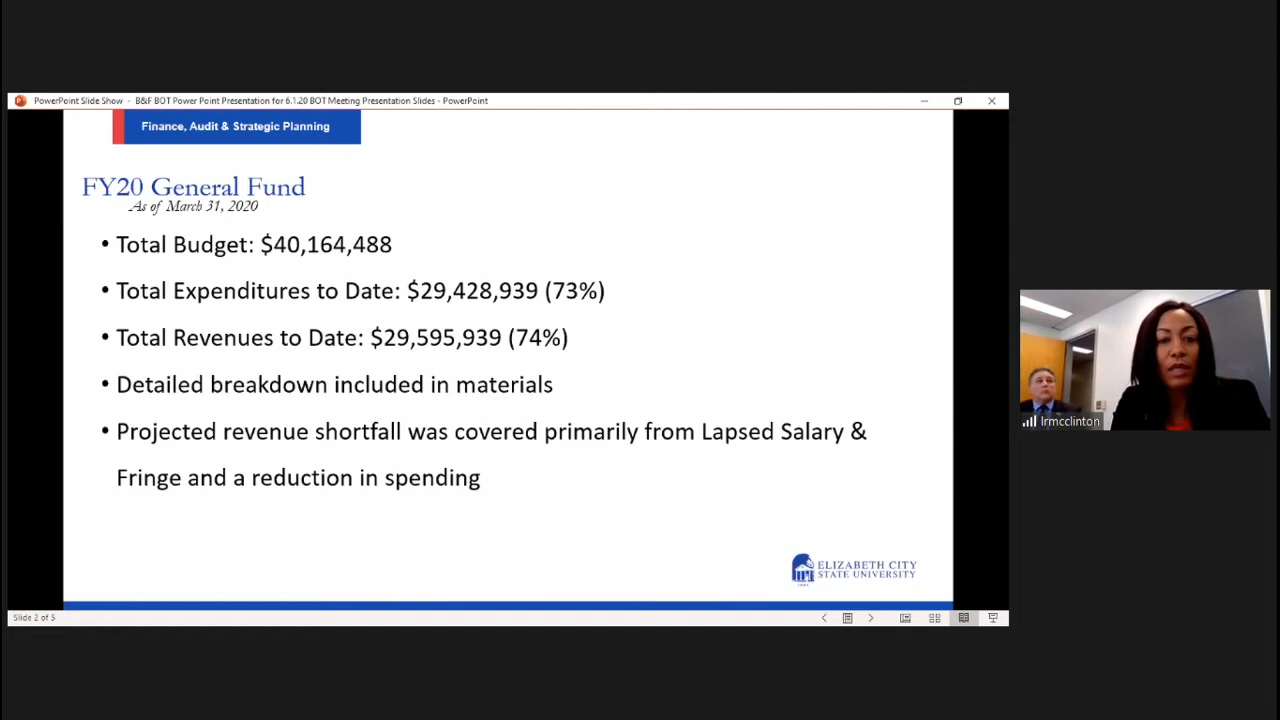 PowerPoint Slide Show - B&F BOT Power Point Presentation for 6.1.20 BOT Meeting Presentation Slides - PowerPoint
Finance, Audit & Strategic Planning
FY20 General Fund
As of March 31, 2020
• Total Budget: $40,164,488
• Total Expenditures to Date: $29,428,939 (73%)
• Total Revenues to Date: $29,595,939 (74%)
• Detailed breakdown included in materials
• Projected revenue shortfall was covered primarily from Lapsed Salary &
Fringe and a reduction in spending
ELIZABETH CITY
STATE UNIVERSITY
Slide 2 of 5
lrmcclinton